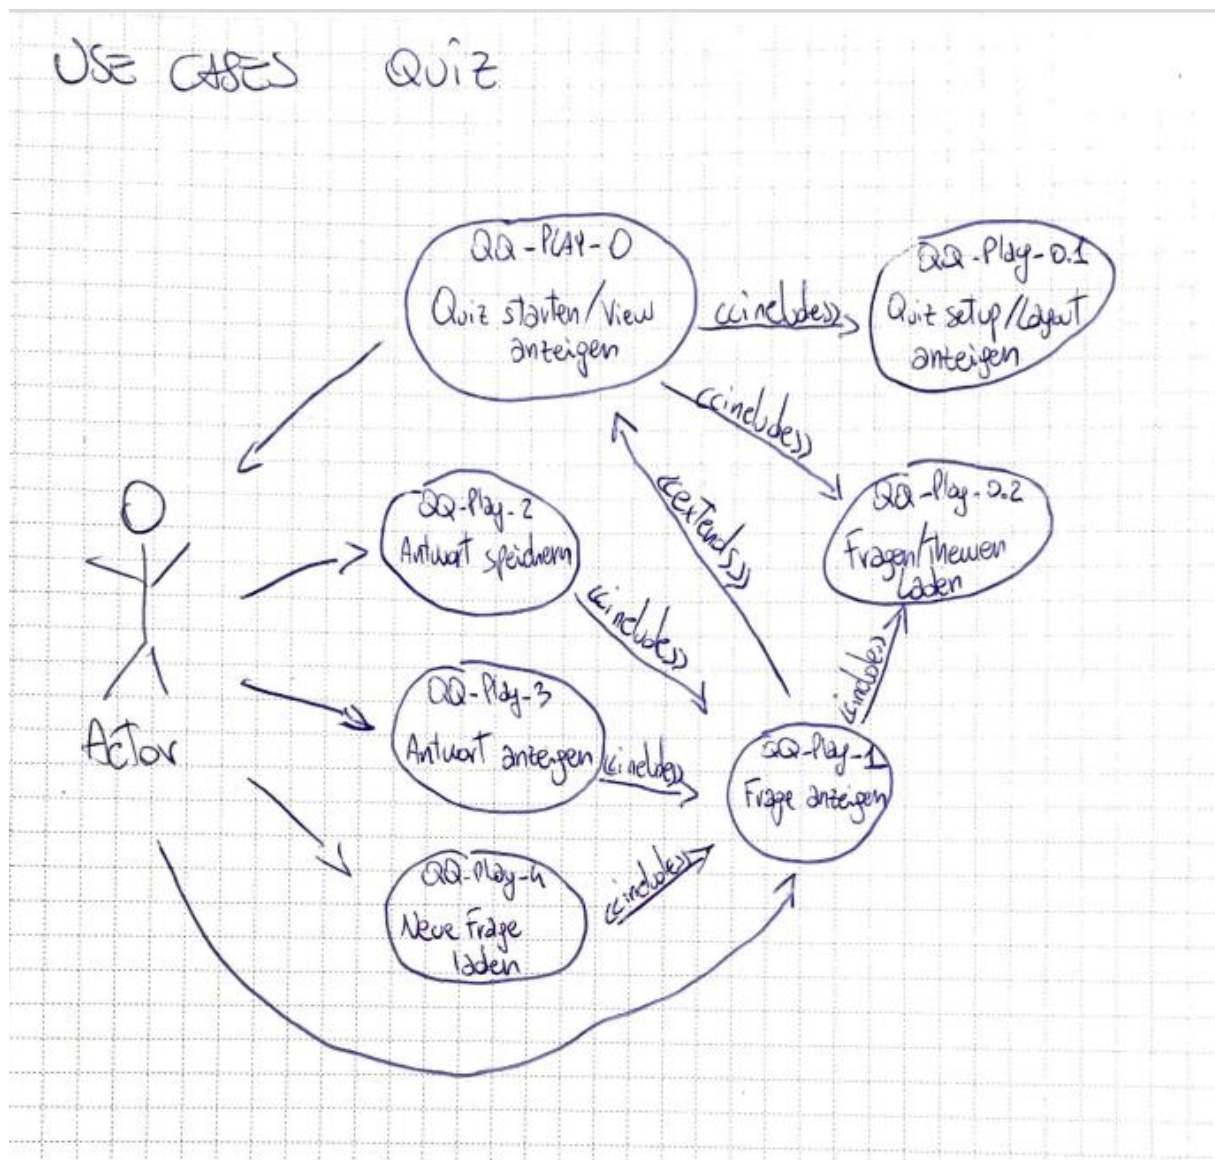 USE CASES QUIZ
QQ-PLAY-0
Quiz starten/View
anzeigen
<<includes>>
QQ-Play-0.1
Quiz setup/Layout
anzeigen
<<includes>>
<<extends>>
QQ-Play-0.2
Fragen/Themen
Laden
QQ-Play-2
Antwort speichern
<<includes>>
<<includes>>
QQ-Play-3
Antwort anzeigen
<<includes>>
QQ-Play-1
Frage anzeigen
Actor
QQ-Play-4
Neue Frage
laden
<<includes>>